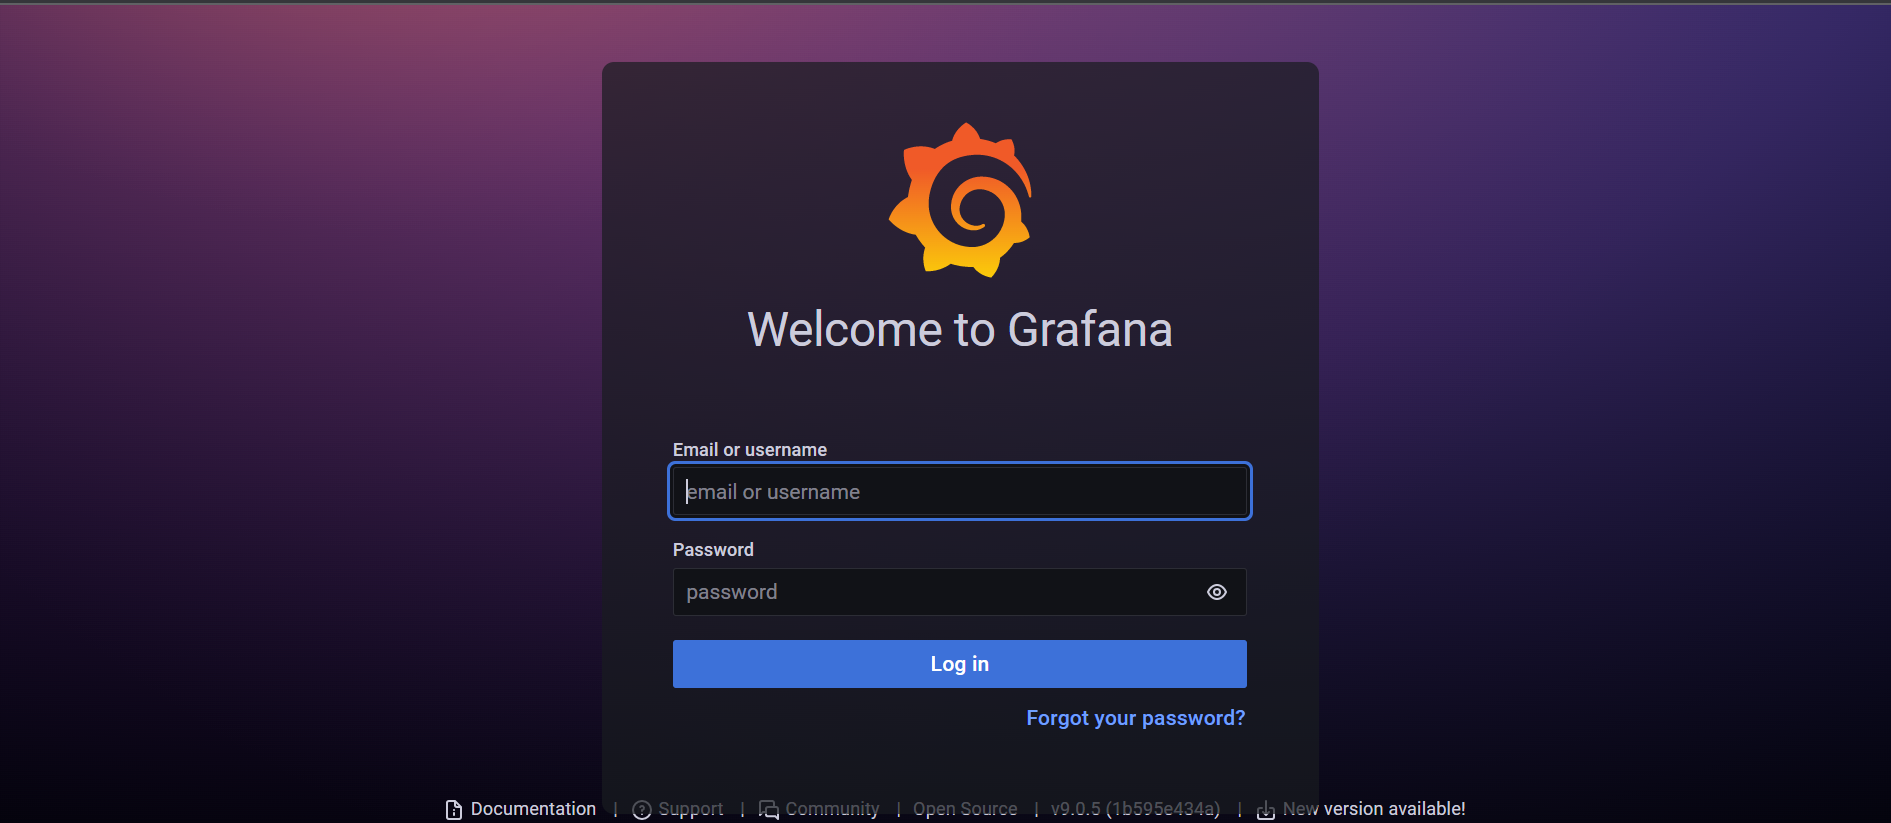 Welcome to Grafana
Email or username
email or username
Password
password
Log in
Forgot your password?
Documentation | Support | Community | Open Source | v9.0.5 (1b595e434a) | New version available!